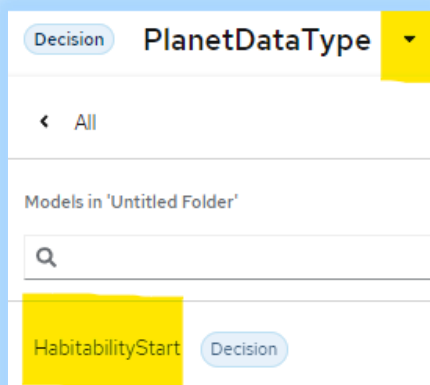 Decision PlanetDataType
All
Models in 'Untitled Folder'
HabitabilityStart Decision